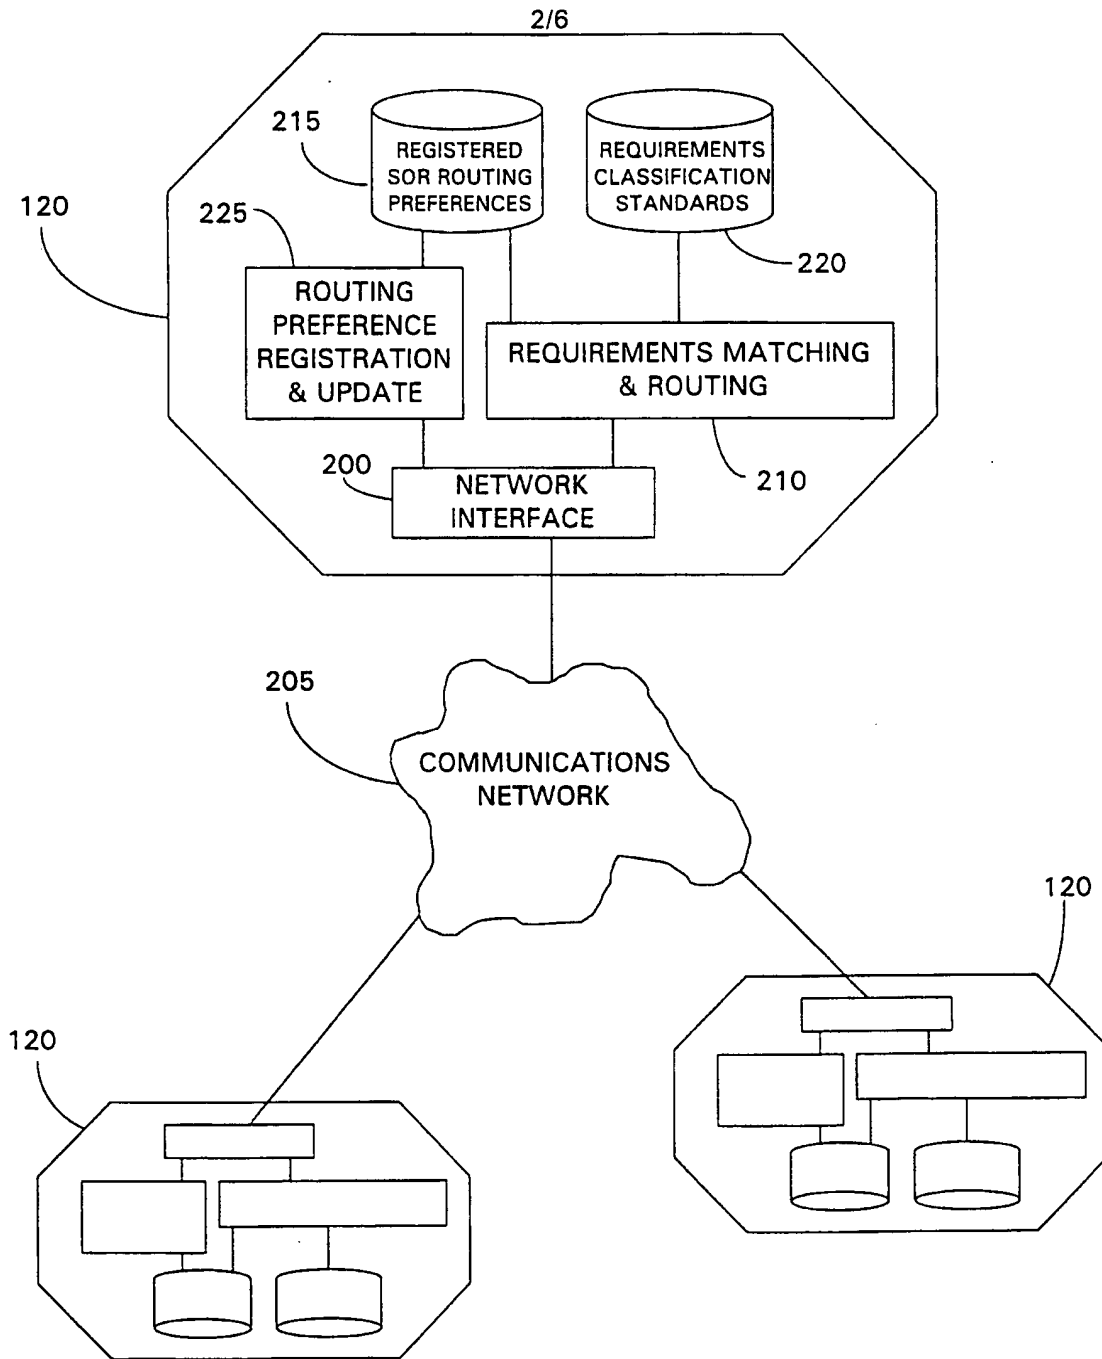 2/6
215
REGISTERED
SOR ROUTING
PREFERENCES
REQUIREMENTS
CLASSIFICATION
STANDARDS
120
225
220
ROUTING
PREFERENCE
REGISTRATION
& UPDATE
REQUIREMENTS MATCHING
& ROUTING
200
210
NETWORK
INTERFACE
205
COMMUNICATIONS
NETWORK
120
120